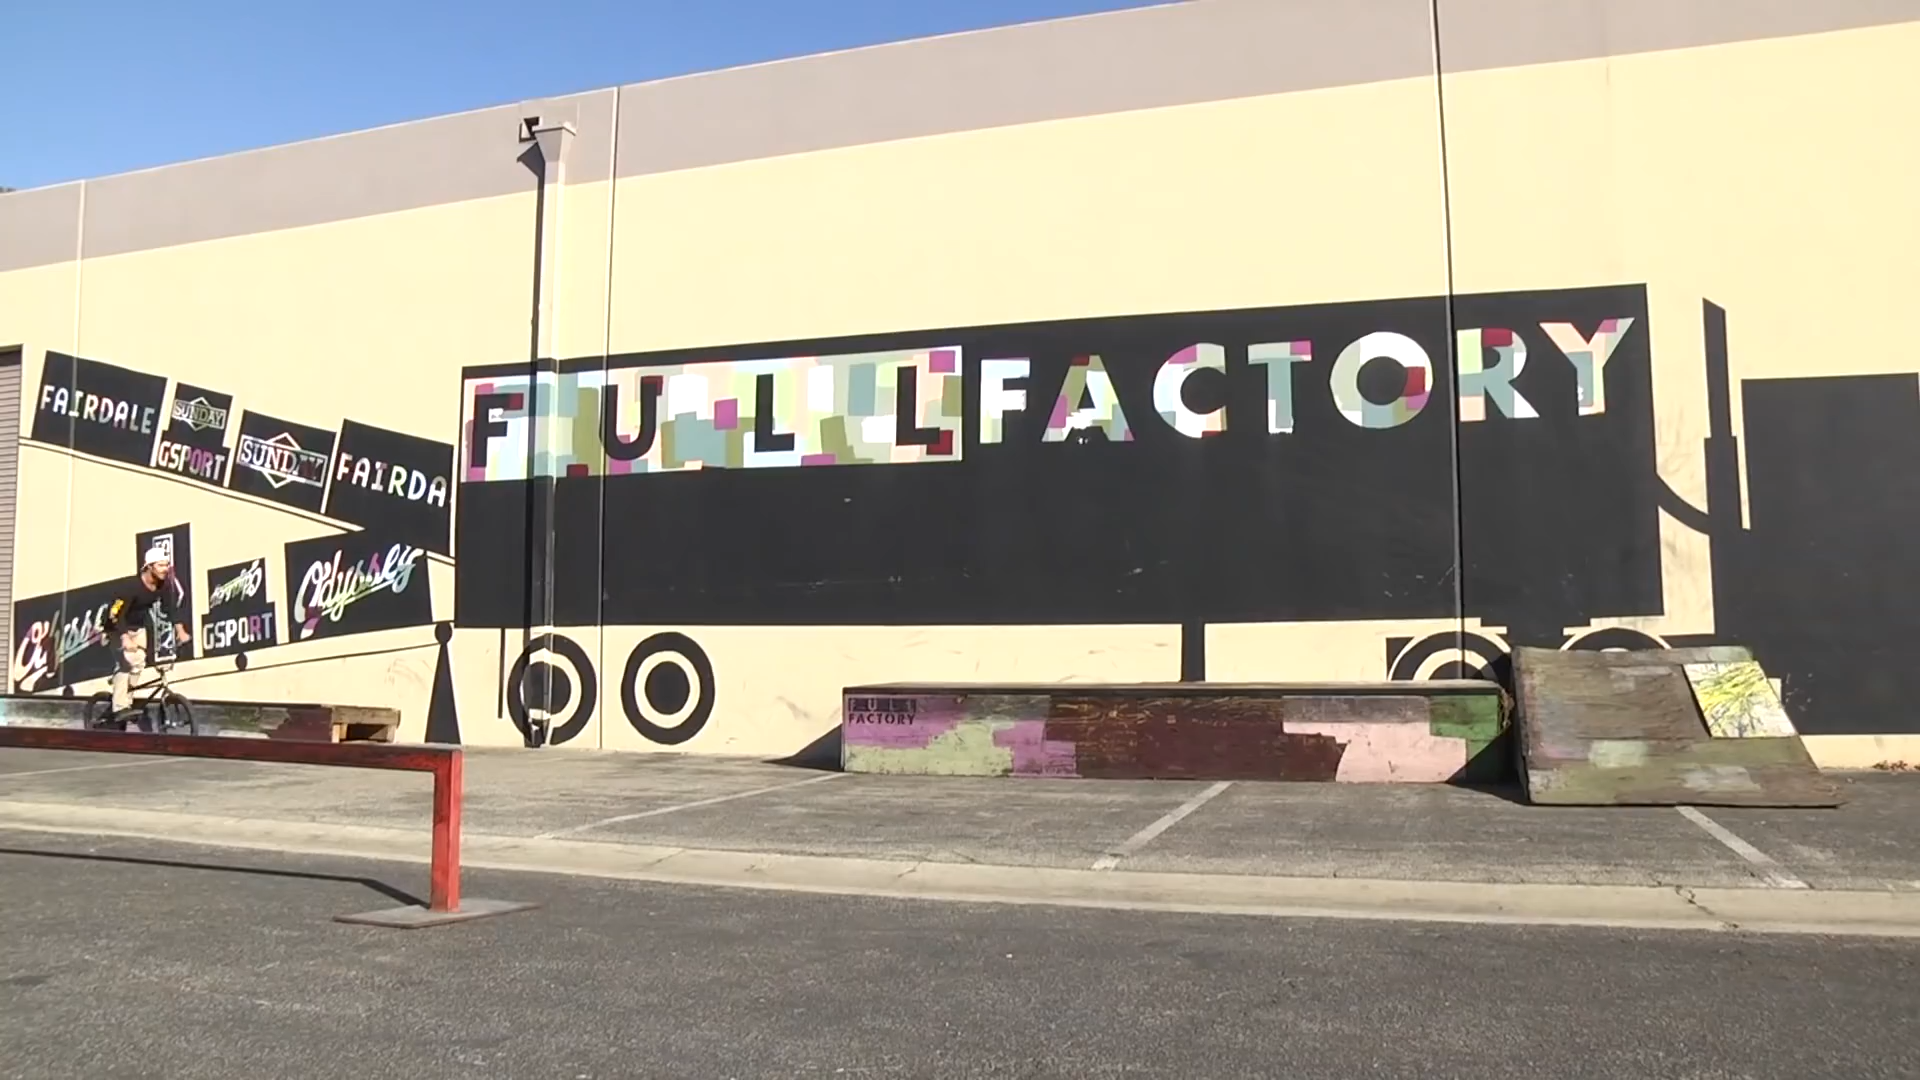 FULL FACTORY
FAIRDALE
SUNDAY
GSPORT
SUNDAY
FAIRDA
Odyssey
GSPORT
Odyssey
FULL
FACTORY